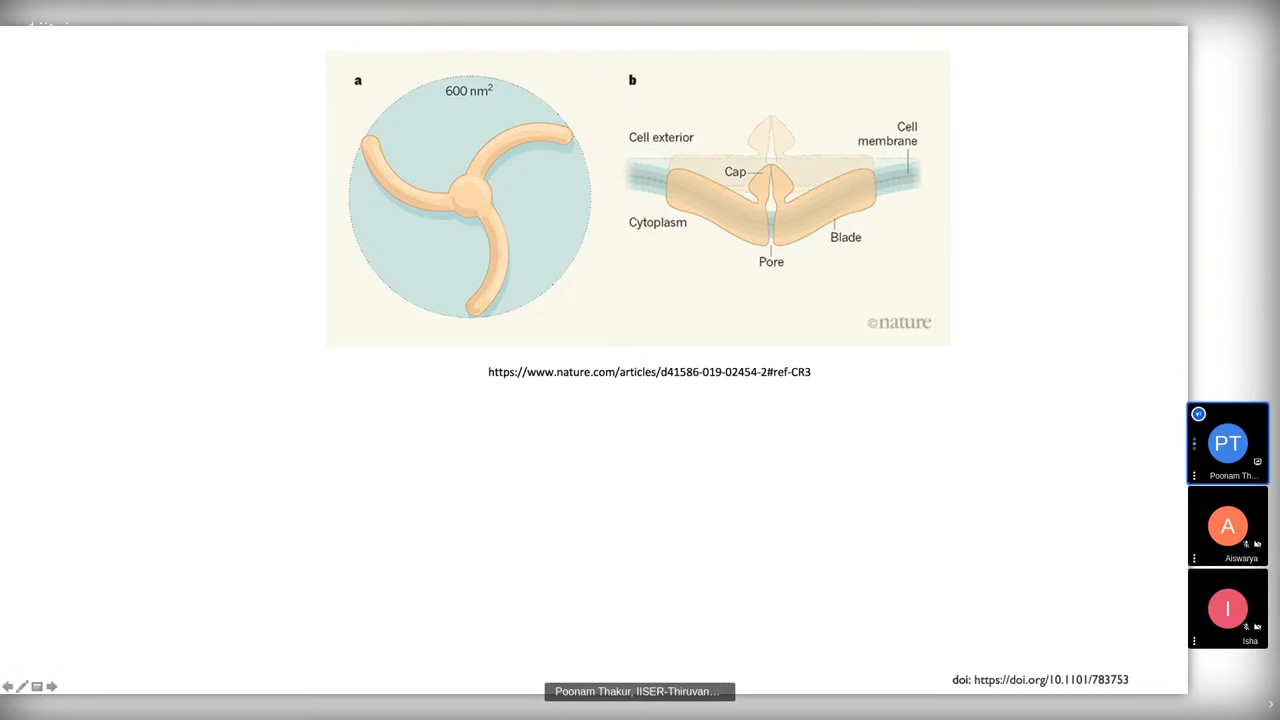 a
600 nm²
b
Cell exterior
Cell
membrane
Cap
Cytoplasm
Blade
Pore
©nature
https://www.nature.com/articles/d41586-019-02454-2#ref-CR3
PT
Poonam Th...
A
Aiswarya
I
Isha
doi: https://doi.org/10.1101/783753
Poonam Thakur, IISER-Thiruvan...